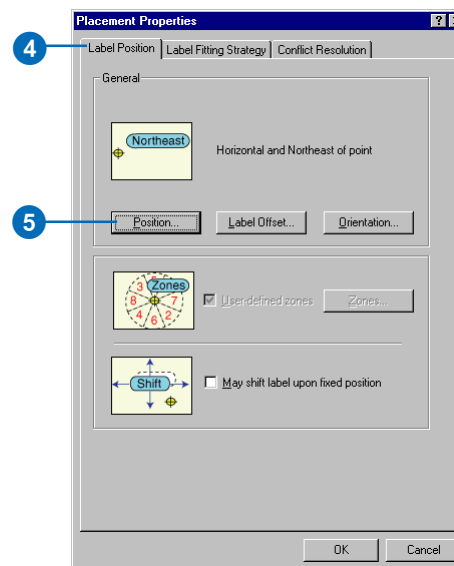 Placement Properties
4
Label Position
Label Fitting Strategy
Conflict Resolution
General
Northeast
Horizontal and Northeast of point
5
Position...
Label Offset...
Orientation...
Zones
3
7
8
4
6
2
User-defined zones
Zones...
Shift
May shift label upon fixed position
OK
Cancel